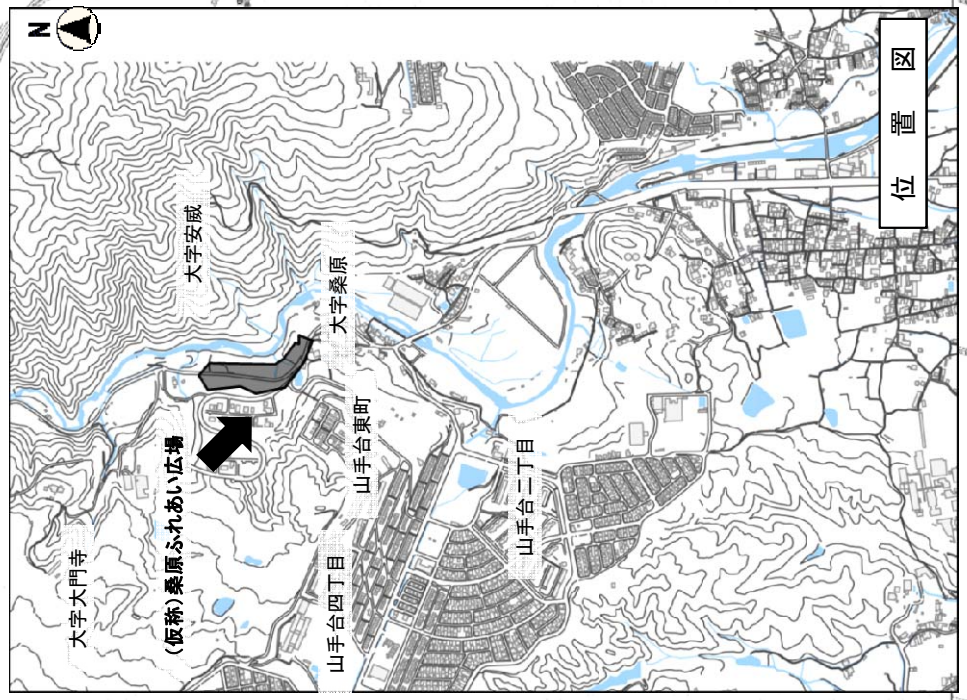 N
大字安威
大字桑原
大字大門寺
(仮称)桑原ふれあい広場
山手台東町
山手台四丁目
山手台二丁目
位置図